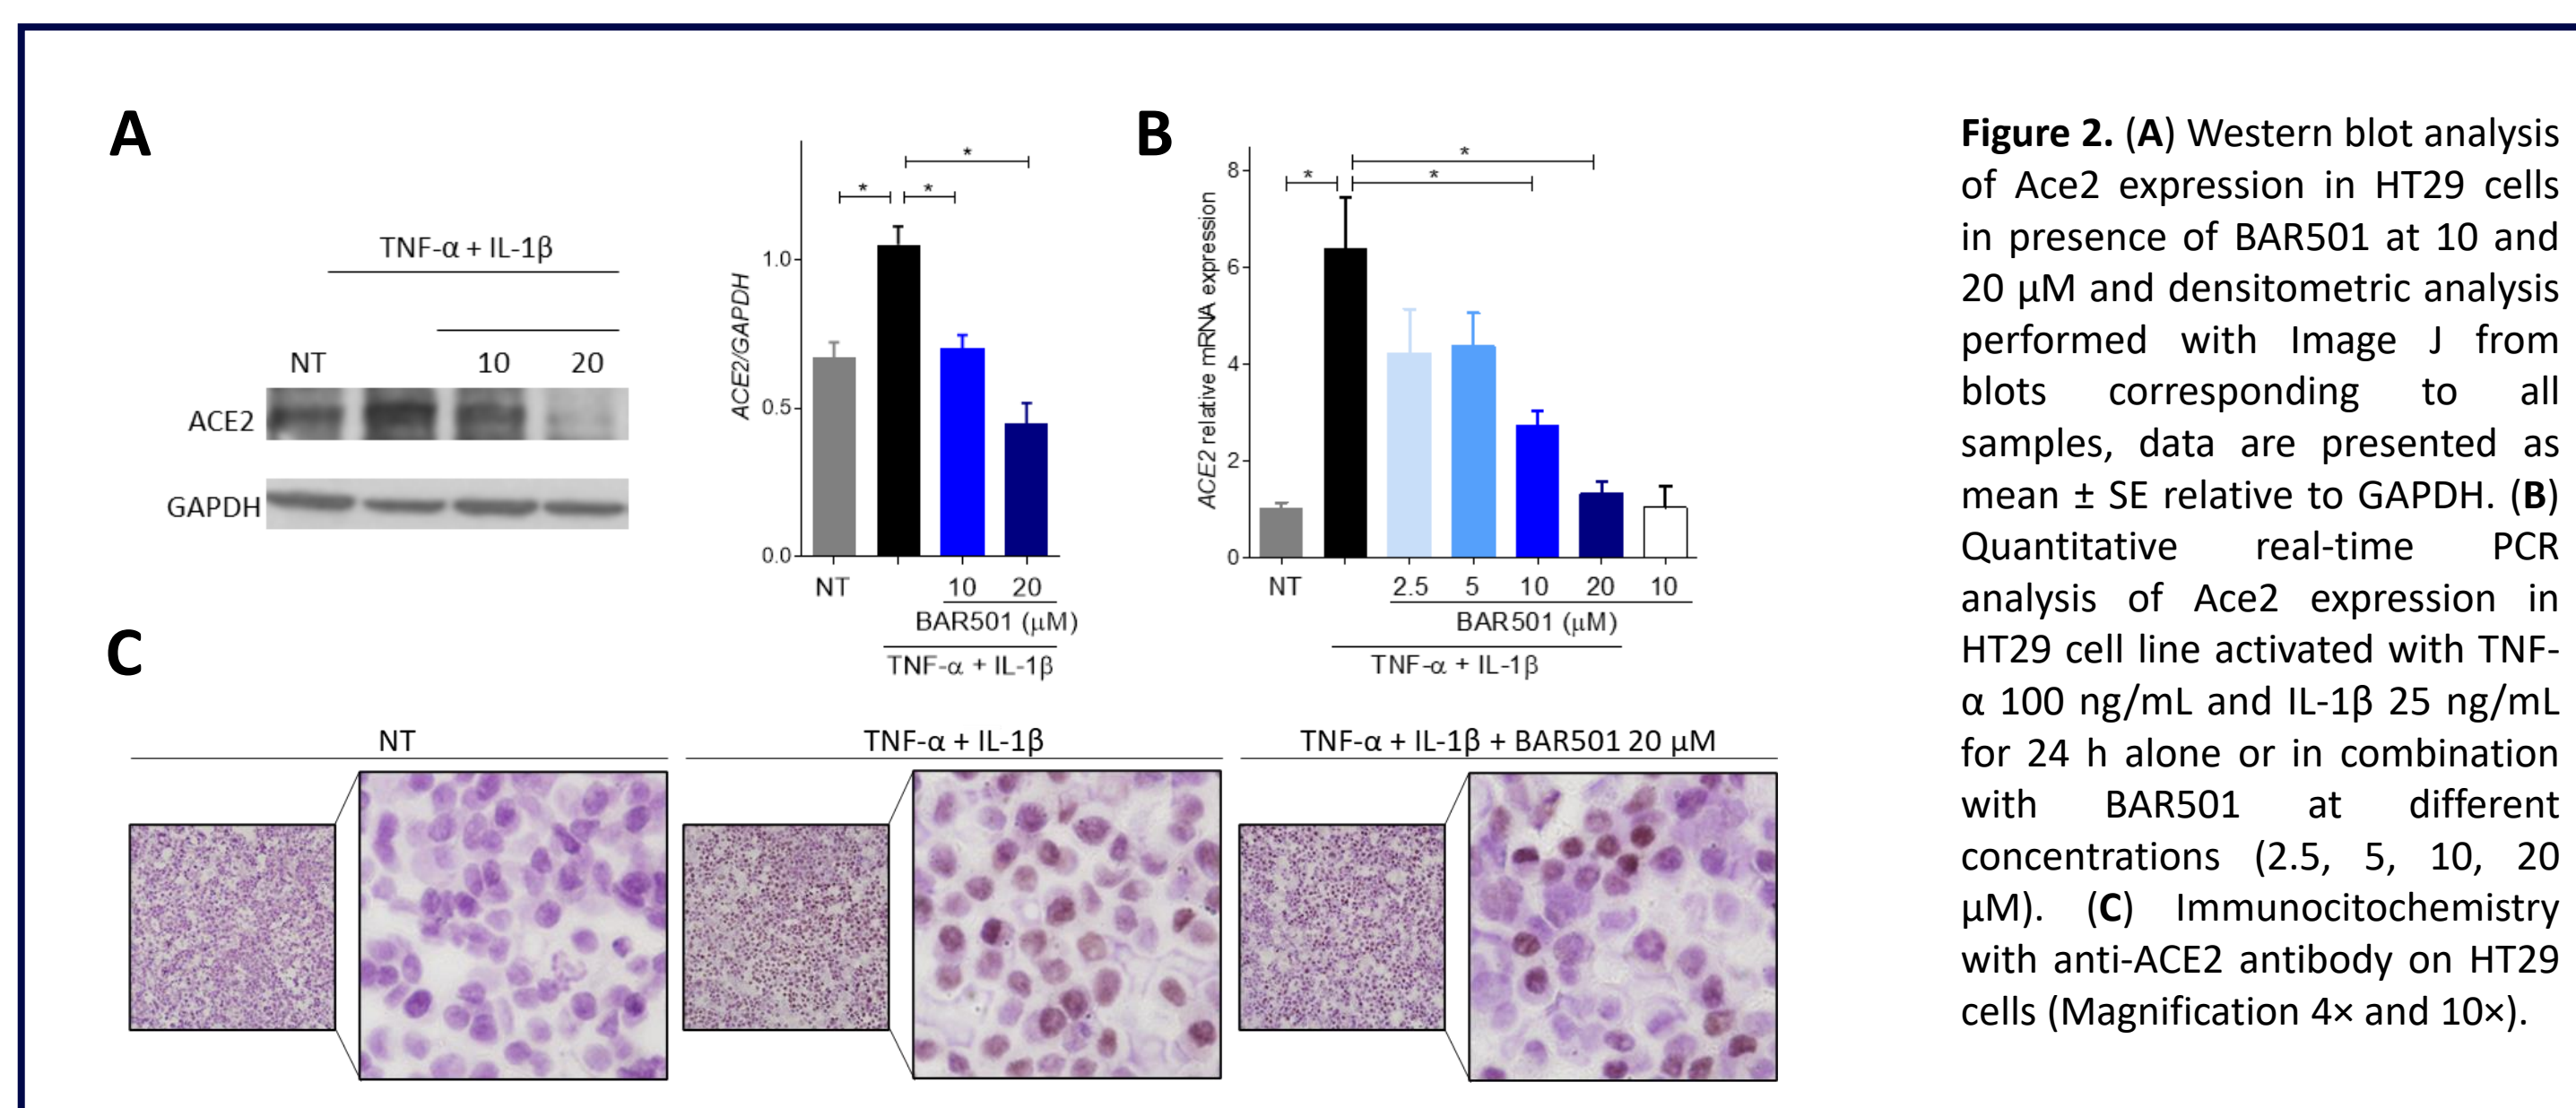 A
TNF-α + IL-1β
NT
10
20
ACE2
GAPDH
ACE2/GAPDH
1.0
0.5
0.0
*
*
*
NT
10
20
BAR501 (μM)
TNF-α + IL-1β
B
ACE2 relative mRNA expression
8
6
4
2
0
*
*
*
NT
2.5
5
10
20
10
BAR501 (μM)
TNF-α + IL-1β
C
NT
TNF-α + IL-1β
TNF-α + IL-1β + BAR501 20 μM
Figure 2. (A) Western blot analysis
of Ace2 expression in HT29 cells
in presence of BAR501 at 10 and
20 μM and densitometric analysis
performed with Image J from
blots corresponding to all
samples, data are presented as
mean ± SE relative to GAPDH. (B)
Quantitative real-time PCR
analysis of Ace2 expression in
HT29 cell line activated with TNF-
α 100 ng/mL and IL-1β 25 ng/mL
for 24 h alone or in combination
with BAR501 at different
concentrations (2.5, 5, 10, 20
μM). (C) Immunocitochemistry
with anti-ACE2 antibody on HT29
cells (Magnification 4× and 10×).